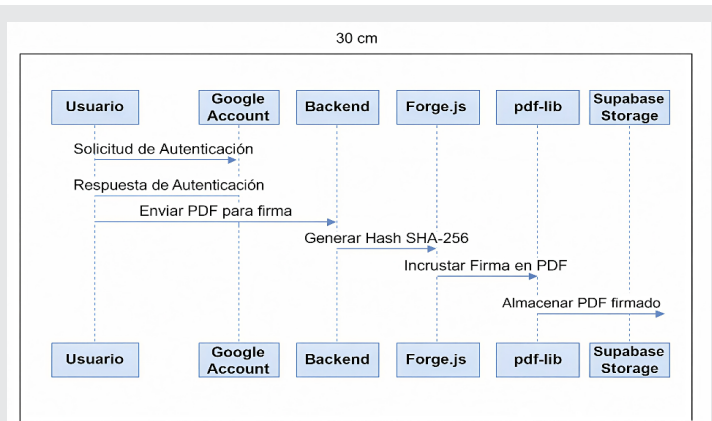 30 cm
Usuario
Google
Account
Backend
Forge.js
pdf-lib
Supabase
Storage
Solicitud de Autenticación
Respuesta de Autenticación
Enviar PDF para firma
Generar Hash SHA-256
Incrustar Firma en PDF
Almacenar PDF firmado
Usuario
Google
Account
Backend
Forge.js
pdf-lib
Supabase
Storage